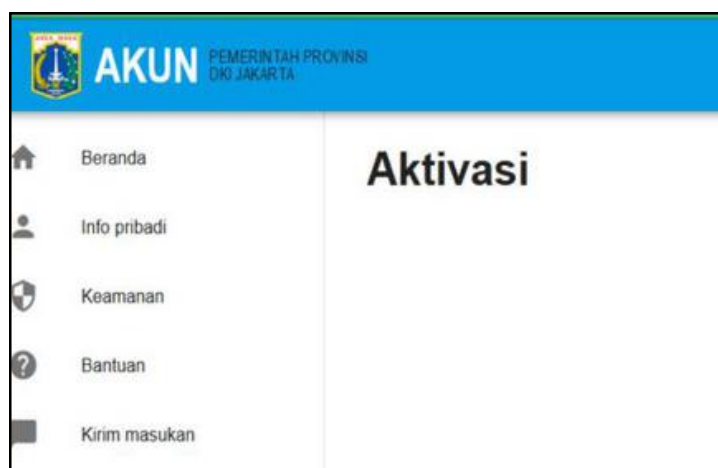 AKUN
PEMERINTAH PROVINSI
DKI JAKARTA
Beranda
Aktivasi
Info pribadi
Keamanan
Bantuan
Kirim masukan